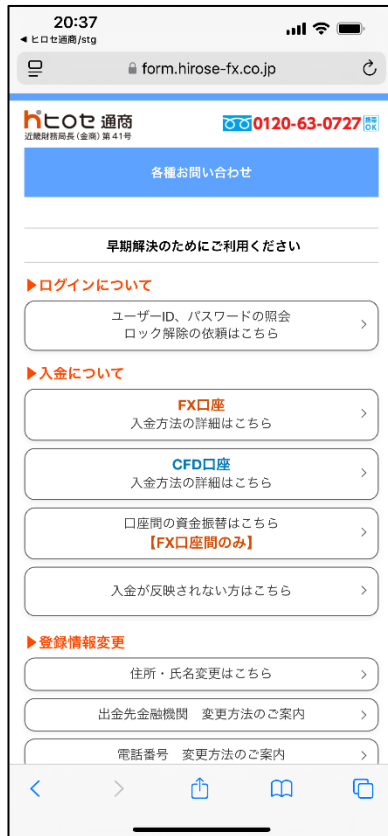 20:37
◀ ヒロセ通商/stg
form.hirose-fx.co.jp
ヒロセ通商
近畿財務局長(金商)第41号
0120-63-0727 携帯OK
各種お問い合わせ
早期解決のためにご利用ください
▶ログインについて
ユーザーID、パスワードの照会
ロック解除の依頼はこちら
▶入金について
FX口座
入金方法の詳細はこちら
CFD口座
入金方法の詳細はこちら
口座間の資金振替はこちら
【FX口座間のみ】
入金が反映されない方はこちら
▶登録情報変更
住所・氏名変更はこちら
出金先金融機関　変更方法のご案内
電話番号　変更方法のご案内